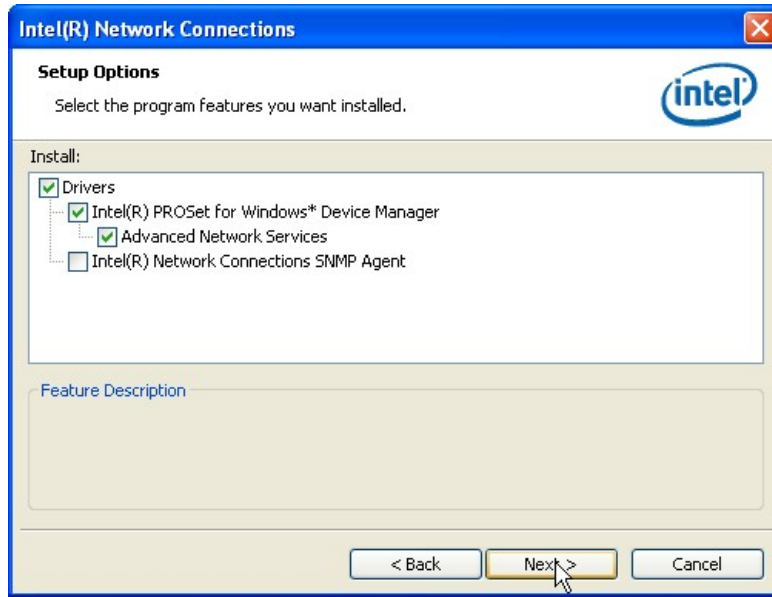 Intel(R) Network Connections
Setup Options
Select the program features you want installed.
intel
Install:
Drivers
Intel(R) PROSet for Windows* Device Manager
Advanced Network Services
Intel(R) Network Connections SNMP Agent
Feature Description
< Back
Next >
Cancel